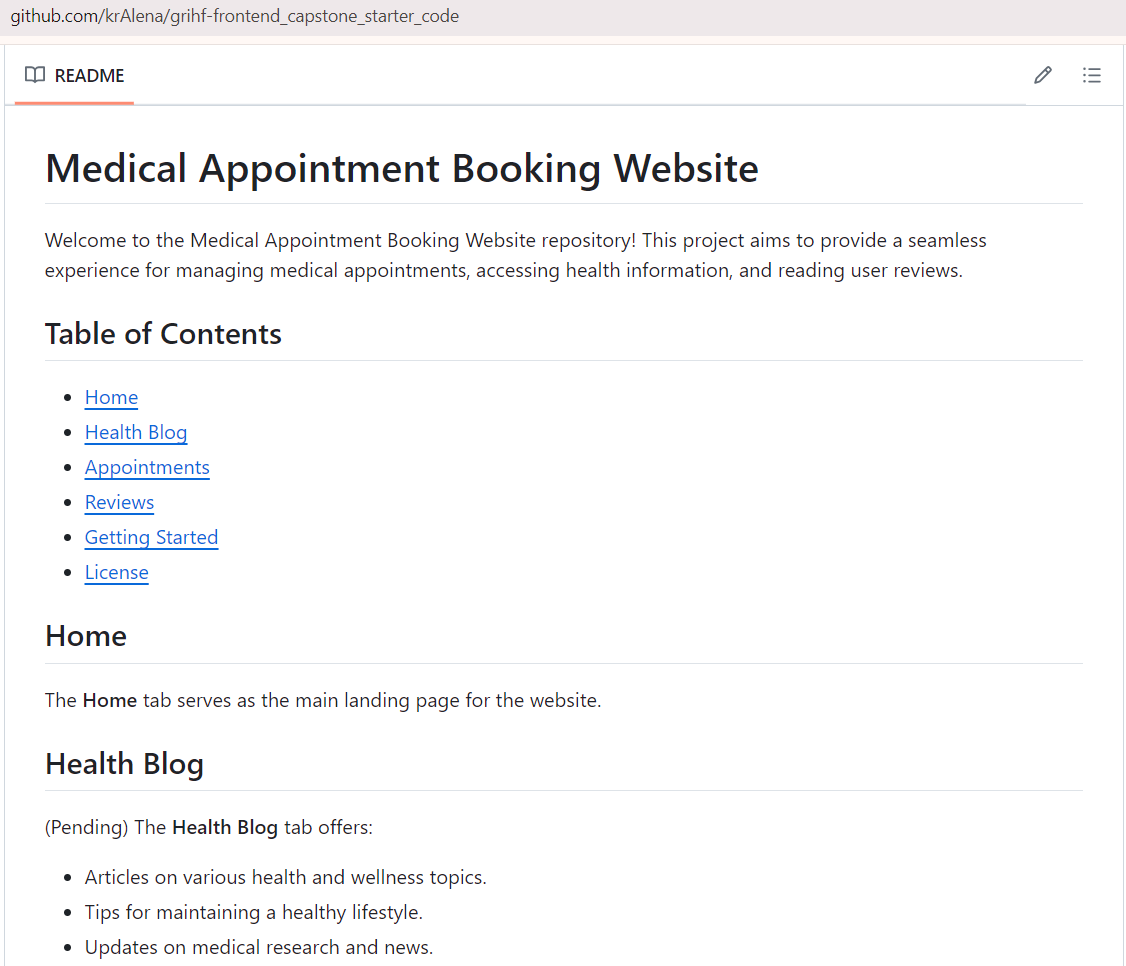 github.com/krAlena/grihf-frontend_capstone_starter_code
README
Medical Appointment Booking Website
Welcome to the Medical Appointment Booking Website repository! This project aims to provide a seamless
experience for managing medical appointments, accessing health information, and reading user reviews.
Table of Contents
• Home
• Health Blog
• Appointments
• Reviews
• Getting Started
• License
Home
The Home tab serves as the main landing page for the website.
Health Blog
(Pending) The Health Blog tab offers:
• Articles on various health and wellness topics.
• Tips for maintaining a healthy lifestyle.
• Updates on medical research and news.